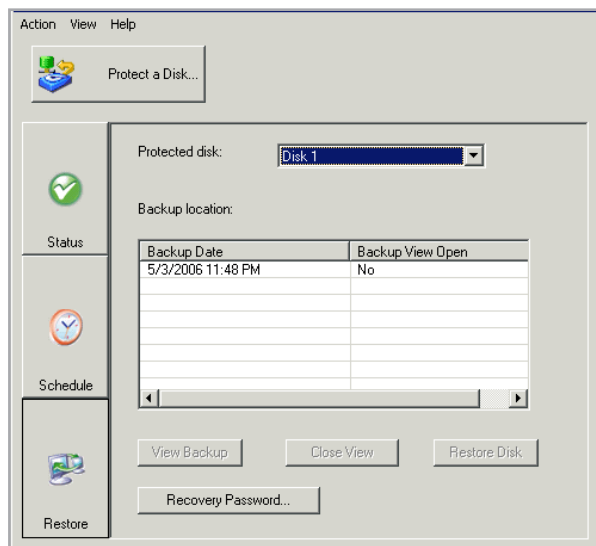 Action View Help
Protect a Disk...
Protected disk: Disk 1
Backup location:
Status
Backup Date Backup View Open
5/3/2006 11:48 PM No
Schedule
View Backup Close View Restore Disk
Recovery Password...
Restore